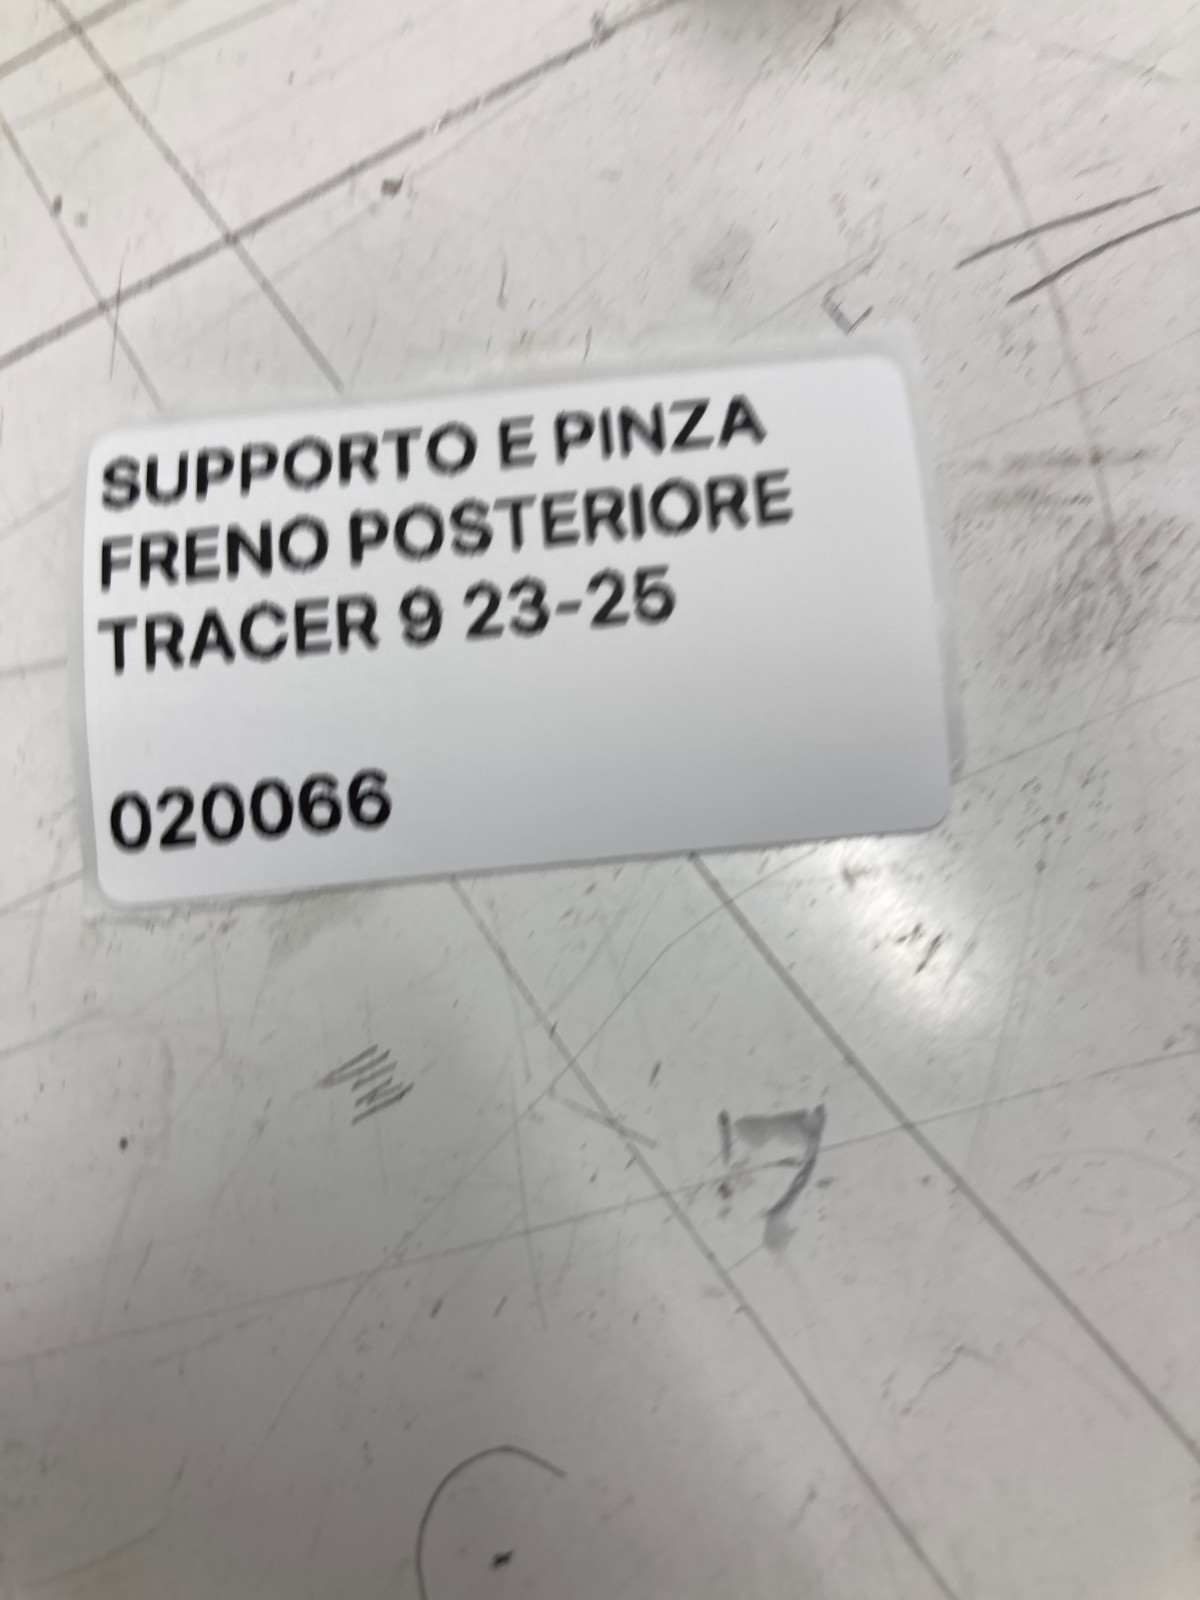 SUPPORTO E PINZA
FRENO POSTERIORE
TRACER 9 23-25
020066